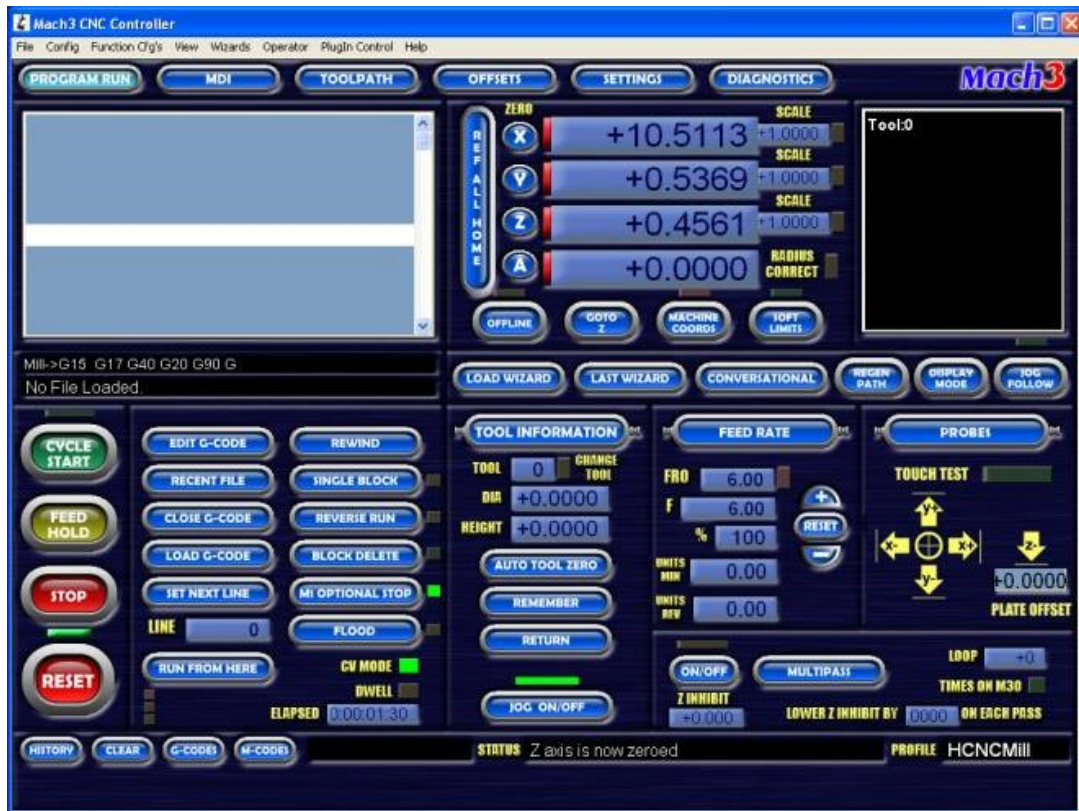 Mach3 CNC Controller
File Config Function Cfg's View Wizards Operator PlugIn Control Help
PROGRAM RUN MDI TOOLPATH OFFSETS SETTINGS DIAGNOSTICS Mach3
REF ALL HOME
ZERO SCALE
X +10.5113 +1.0000
SCALE
Y +0.5369 +1.0000
SCALE
Z +0.4561 +1.0000
A +0.0000 RADIUS CORRECT
Tool:0
OFFLINE GOTO Z MACHINE COORDS SOFT LIMITS
Mill->G15 G17 G40 G20 G90 G
No File Loaded.
LOAD WIZARD LAST WIZARD CONVERSATIONAL REGEN PATH DISPLAY MODE JOG FOLLOW
CYCLE START
FEED HOLD
STOP
RESET
EDIT G-CODE REWIND
RECENT FILE SINGLE BLOCK
CLOSE G-CODE REVERSE RUN
LOAD G-CODE BLOCK DELETE
SET NEXT LINE M1 OPTIONAL STOP
LINE 0 FLOOD
RUN FROM HERE CV MODE
DWELL
ELAPSED 0:00:01:30
TOOL INFORMATION
TOOL 0 CHANGE TOOL
DIA +0.0000
HEIGHT +0.0000
AUTO TOOL ZERO
REMEMBER
RETURN
JOG ON/OFF
FEED RATE
FRO 6.00
F 6.00
% 100
+ RESET -
UNITS MIN 0.00
UNITS REV 0.00
PROBES
TOUCH TEST
Y+
X- X+ Z-
Y-
+0.0000
PLATE OFFSET
ON/OFF MULTIPASS LOOP +0
Z INHIBIT TIMES ON M30
+0.000 LOWER Z INHIBIT BY 0000 ON EACH PASS
HISTORY CLEAR G-CODES M-CODES STATUS Z axis is now zeroed PROFILE HCNCMill